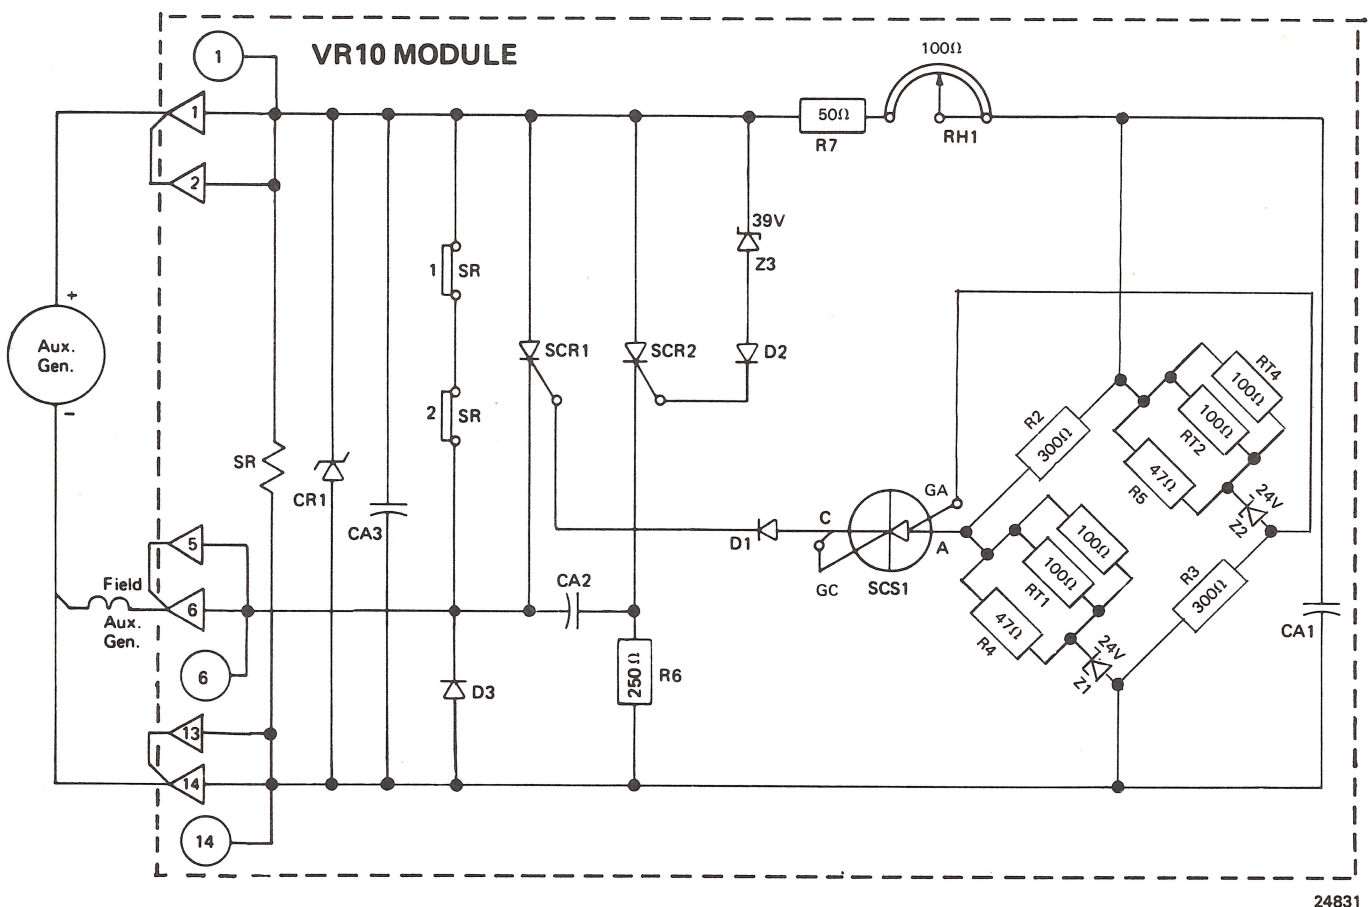 VR10 MODULE
1
100Ω
1
50Ω
R7
RH1
2
39V
Z3
1 SR
+
Aux.
Gen.
-
SCR1
SCR2
D2
RT4
100Ω
100Ω
RT2
R2
300Ω
47Ω
R5
2 SR
SR
CR1
CA3
24V
Z2
GA
D1
C
A
GC
SCS1
100Ω
100Ω
RT1
47Ω
R4
R3
300Ω
5
Field
6
Aux.
Gen.
CA2
CA1
24V
Z1
6
D3
250Ω
R6
13
14
14
24831